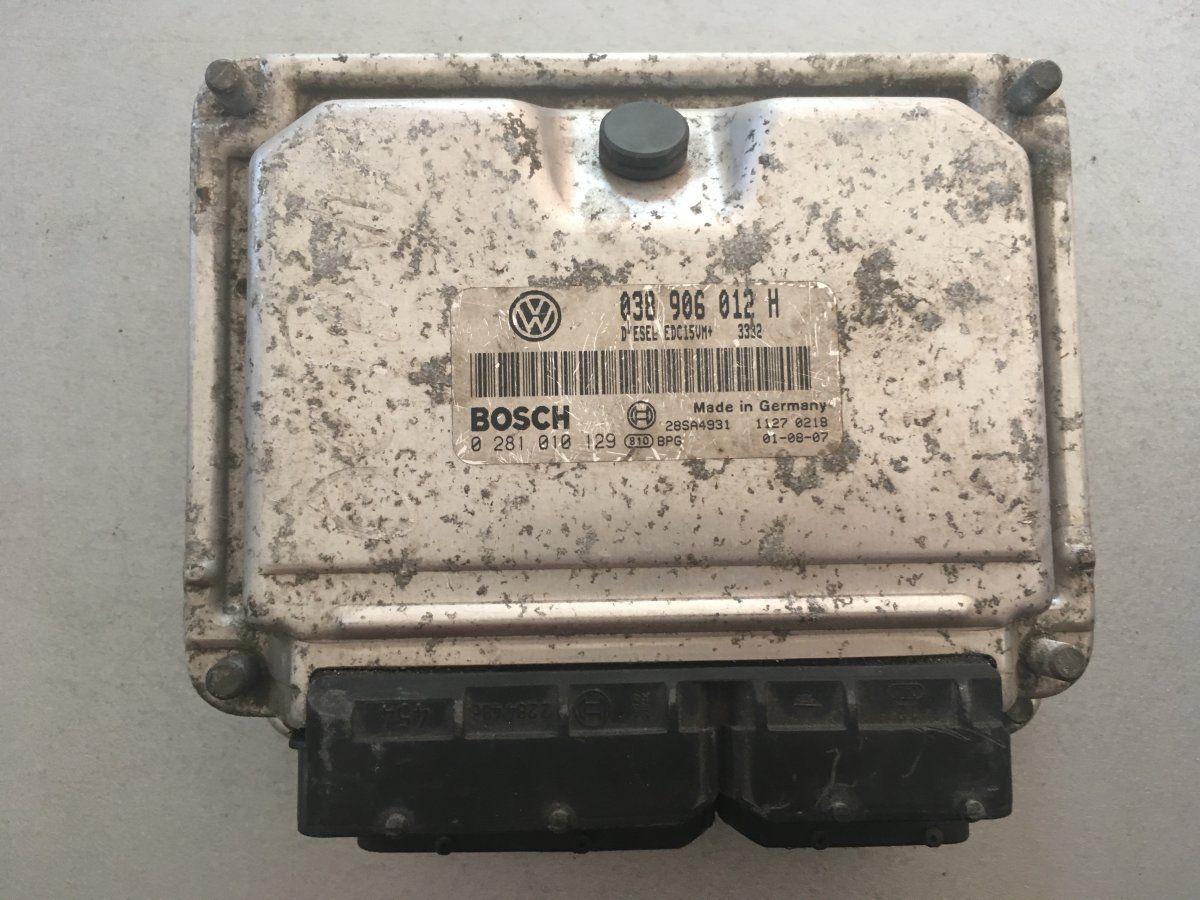 038 906 012 H
DIESEL EDC15VM+ 3332
BOSCH
Made in Germany
28SA4931 1127 0218
0 281 010 129 810 BPG 01-08-07
454